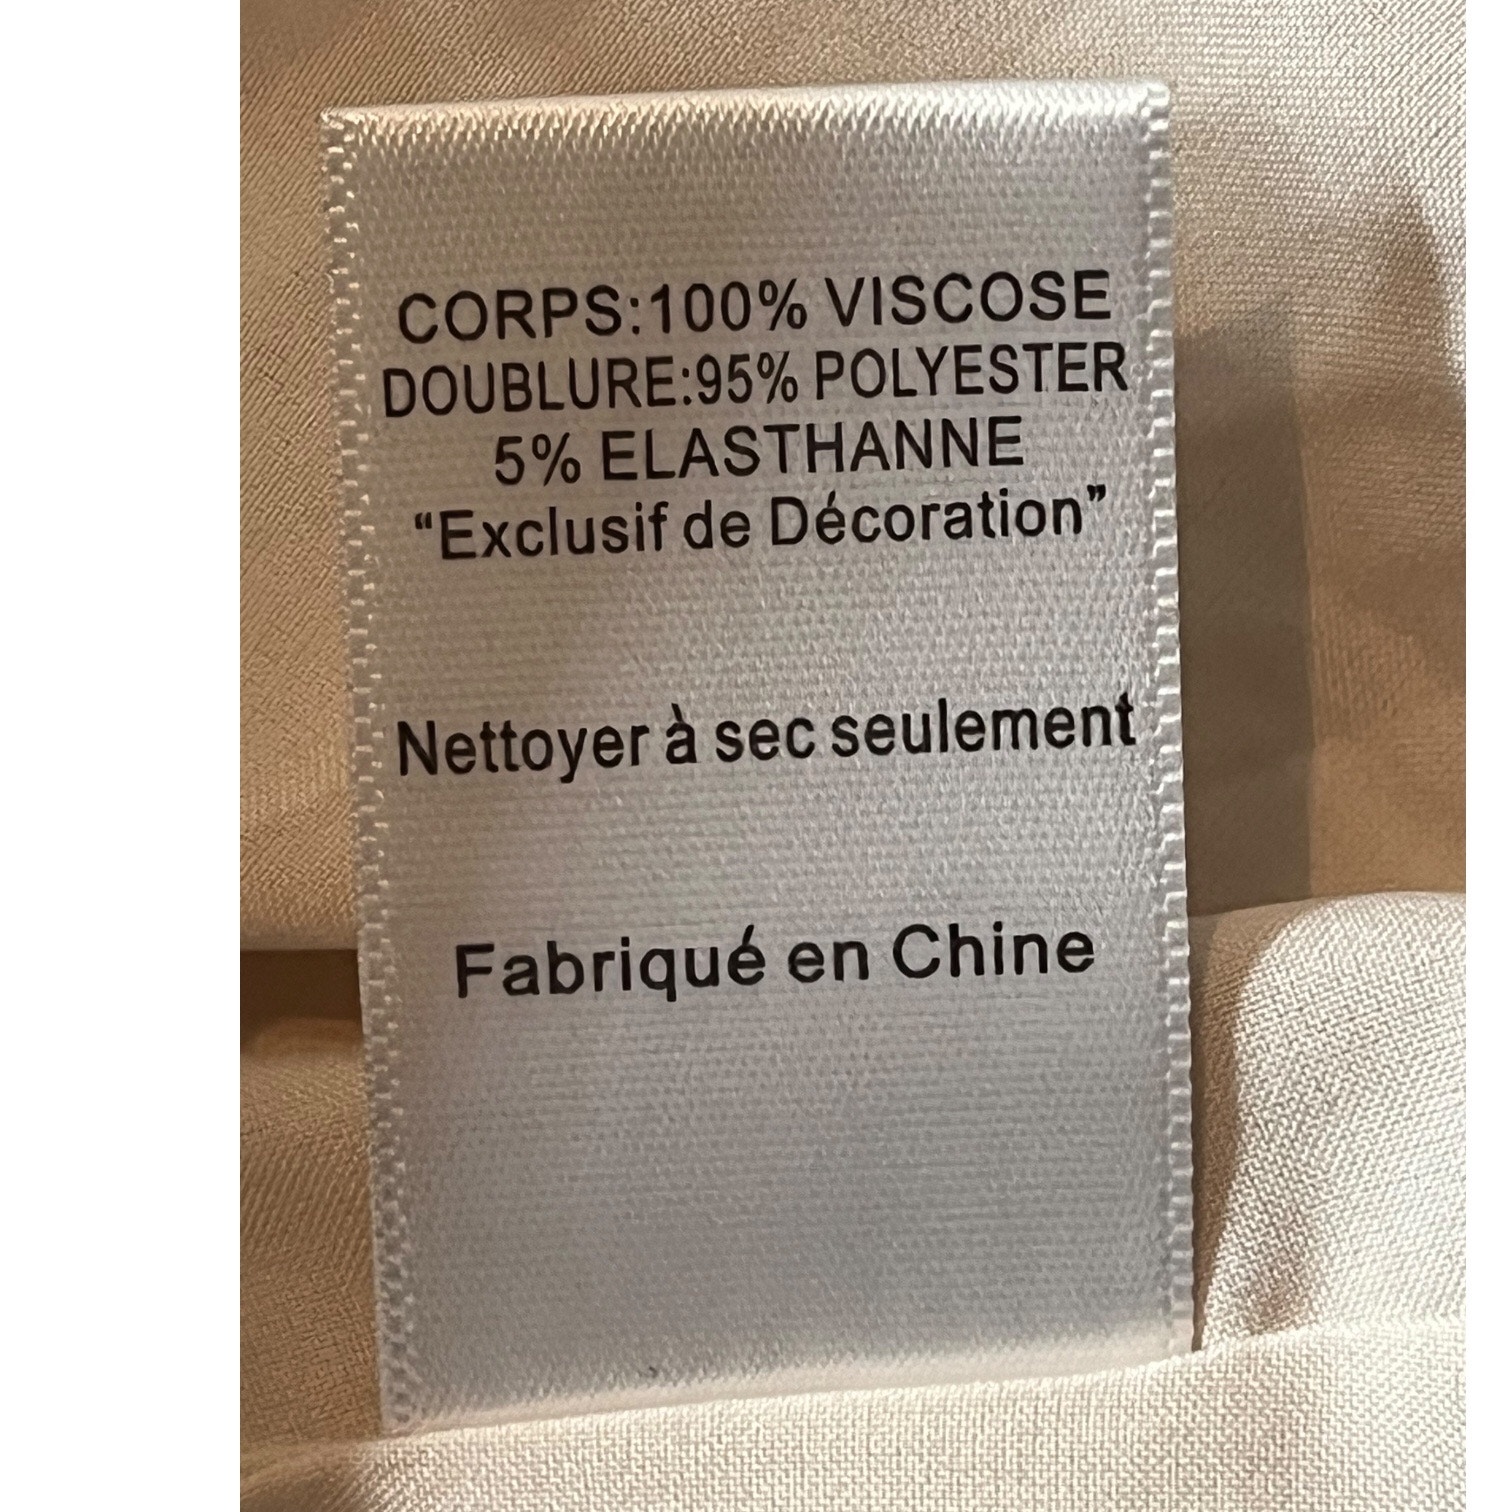 CORPS:100% VISCOSE
DOUBLURE:95% POLYESTER
5% ELASTHANNE
“Exclusif de Décoration”
Nettoyer à sec seulement
Fabriqué en Chine